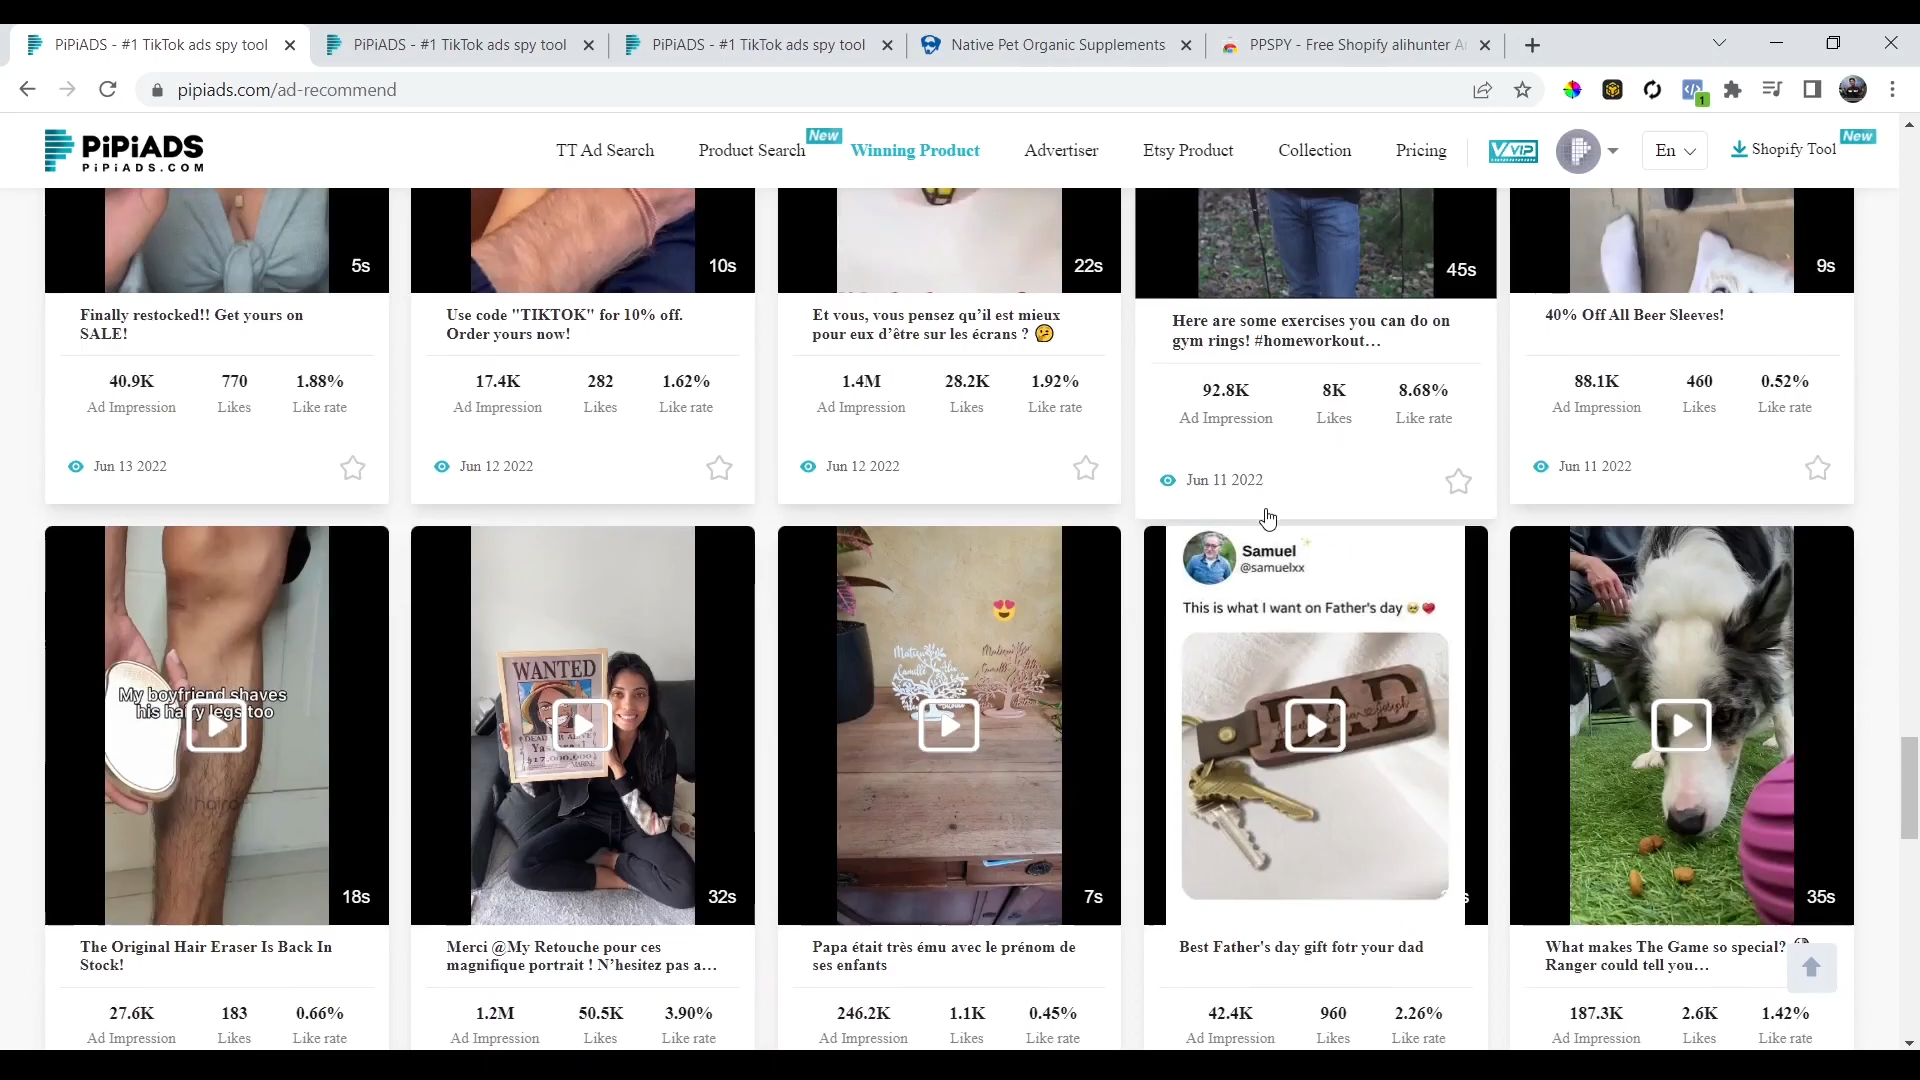 PiPiADS - #1 TikTok ads spy tool
PiPiADS - #1 TikTok ads spy tool
PiPiADS - #1 TikTok ads spy tool
Native Pet Organic Supplements
PPSPY - Free Shopify alihunter
pipiads.com/ad-recommend
1
PiPiADS
PiPiADS.COM
TT Ad Search
Product Search
New
Winning Product
Advertiser
Etsy Product
Collection
Pricing
VVIP
En
Shopify Tool
New
5s
10s
22s
45s
9s
Finally restocked!! Get yours on
SALE!
Use code "TIKTOK" for 10% off.
Order yours now!
Et vous, vous pensez qu’il est mieux
pour eux d’être sur les écrans ? 🤔
Here are some exercises you can do on
gym rings! #homeworkout…
40% Off All Beer Sleeves!
40.9K 770 1.88%
Ad Impression Likes Like rate
17.4K 282 1.62%
Ad Impression Likes Like rate
1.4M 28.2K 1.92%
Ad Impression Likes Like rate
92.8K 8K 8.68%
Ad Impression Likes Like rate
88.1K 460 0.52%
Ad Impression Likes Like rate
Jun 13 2022
Jun 12 2022
Jun 12 2022
Jun 11 2022
Jun 11 2022
My boyfriend shaves
his hairy legs too
18s
WANTED
DEAD OR ALIVE
$17,000,000
MARINE
32s
7s
Samuel
@samuelxx
This is what I want on Father's day 🥹❤️
DAD
35s
The Original Hair Eraser Is Back In
Stock!
Merci @My Retouche pour ces
magnifique portrait ! N’hesitez pas a…
Papa était très ému avec le prénom de
ses enfants
Best Father's day gift fotr your dad
What makes The Game so special?
Ranger could tell you…
27.6K 183 0.66%
Ad Impression Likes Like rate
1.2M 50.5K 3.90%
Ad Impression Likes Like rate
246.2K 1.1K 0.45%
Ad Impression Likes Like rate
42.4K 960 2.26%
Ad Impression Likes Like rate
187.3K 2.6K 1.42%
Ad Impression Likes Like rate